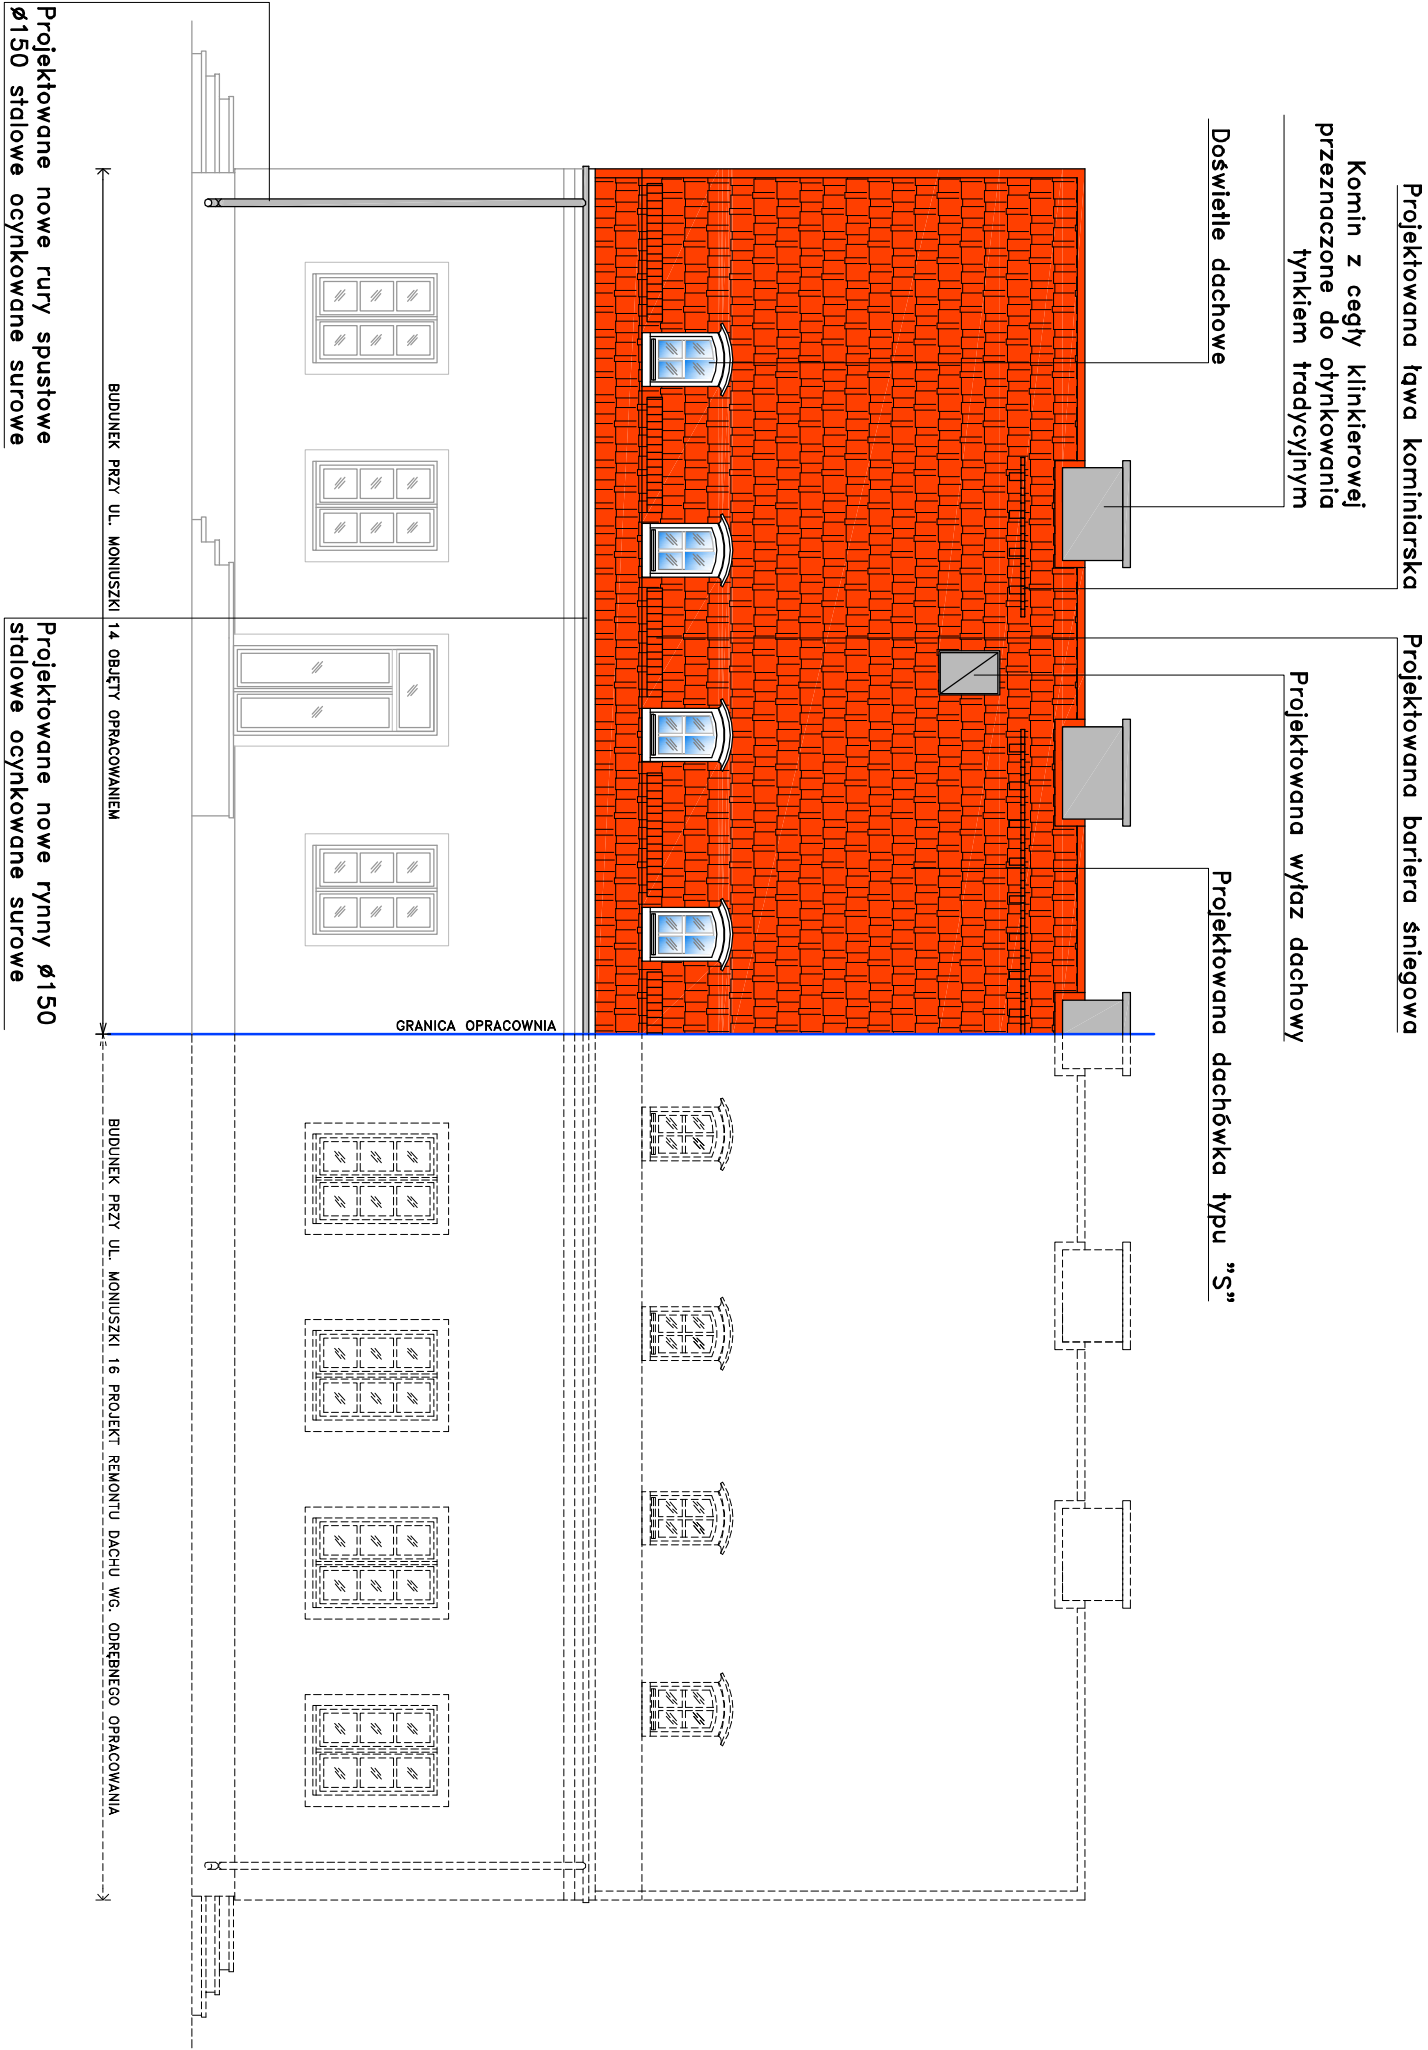 Projektowana ława kominiarska
Projektowana bariera śniegowa
Komin z cegły klinkierowej
przeznaczone do otynkowania
tynkiem tradycyjnym
Projektowana wyłaz dachowy
Doświetle dachowe
Projektowana dachówka typu "S"
GRANICA OPRACOWNIA
BUDUNEK PRZY UL. MONIUSZKI 14 OBJĘTY OPRACOWANIEM
BUDUNEK PRZY UL. MONIUSZKI 16 PROJEKT REMONTU DACHU WG. ODRĘBNEGO OPRACOWANIA
Projektowane nowe rury spustowe
ø150 stalowe ocynkowane surowe
Projektowane nowe rynny ø150
stalowe ocynkowane surowe